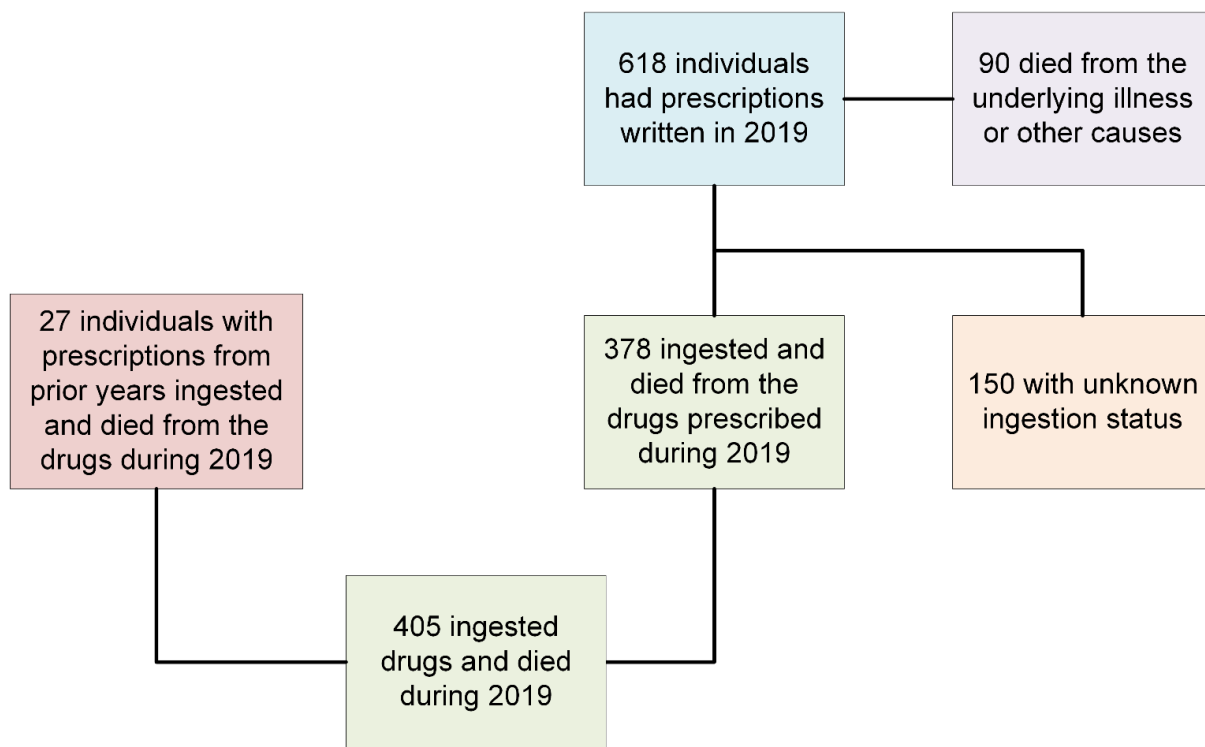 618 individuals
had prescriptions
written in 2019
90 died from the
underlying illness
or other causes
27 individuals with
prescriptions from
prior years ingested
and died from the
drugs during 2019
378 ingested and
died from the
drugs prescribed
during 2019
150 with unknown
ingestion status
405 ingested
drugs and died
during 2019